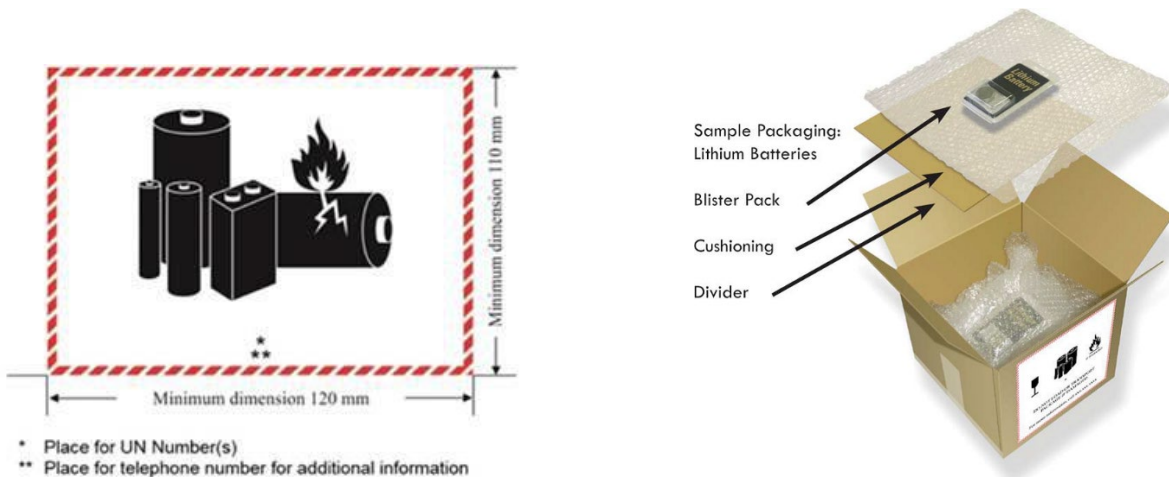 Minimum dimension 110 mm
*
**
Minimum dimension 120 mm
* Place for UN Number(s)
** Place for telephone number for additional information
Sample Packaging:
Lithium Batteries
Blister Pack
Cushioning
Divider
Lithium
Battery